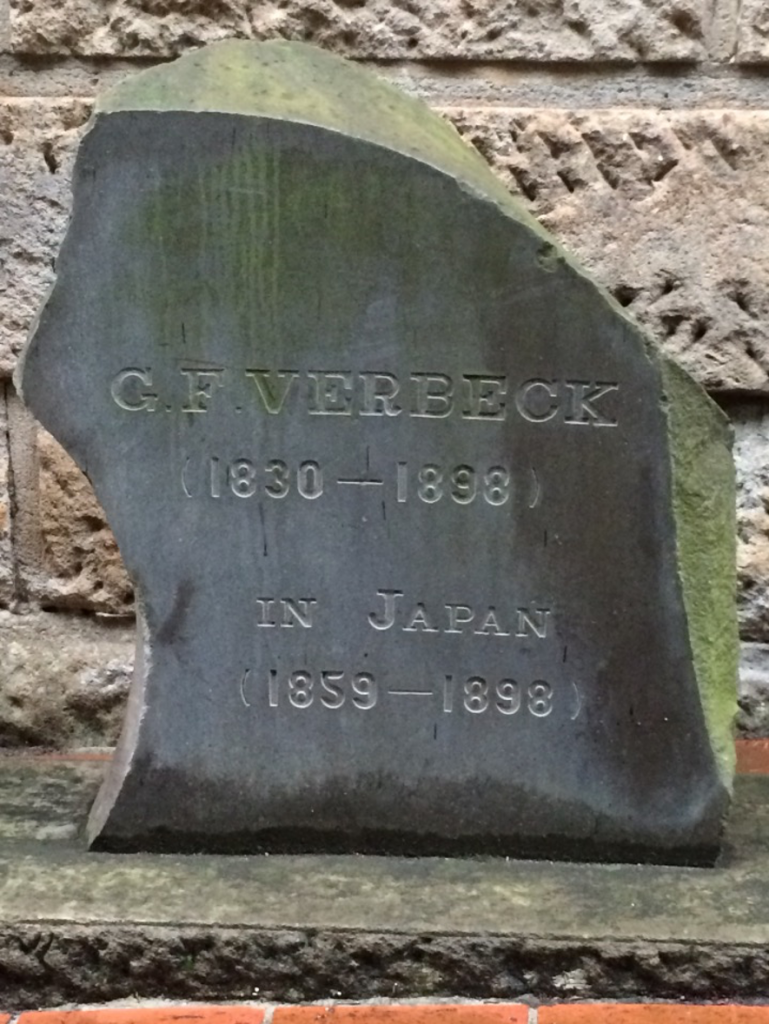 G.F.VERBECK
(1830—1898)
IN JAPAN
(1859—1898)